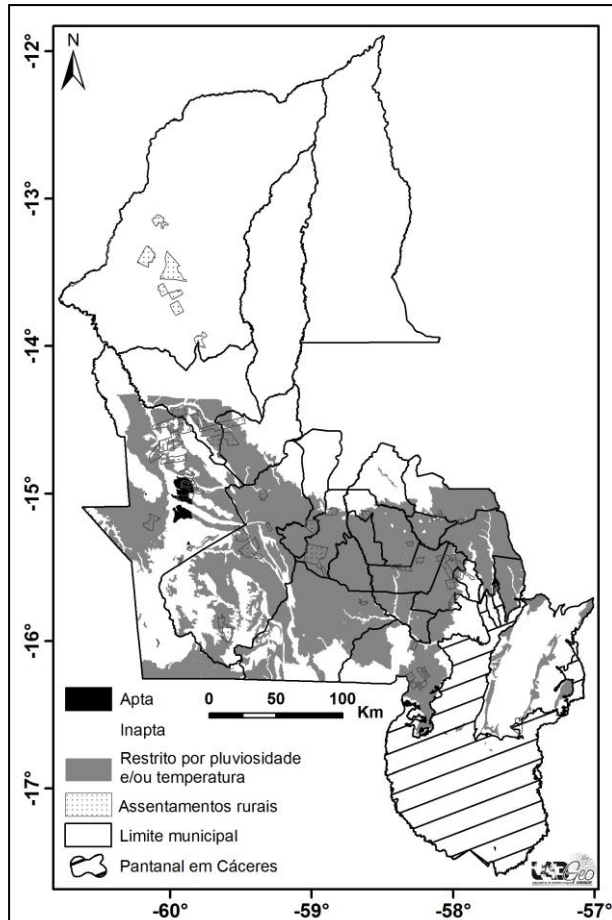 N
-12°
-13°
-14°
-15°
-16°
-17°
Apta
Inapta
Restrito por pluviosidade
e/ou temperatura
Assentamentos rurais
Limite municipal
Pantanal em Cáceres
0 25 50 100
Km
-60° -59° -58° -57°